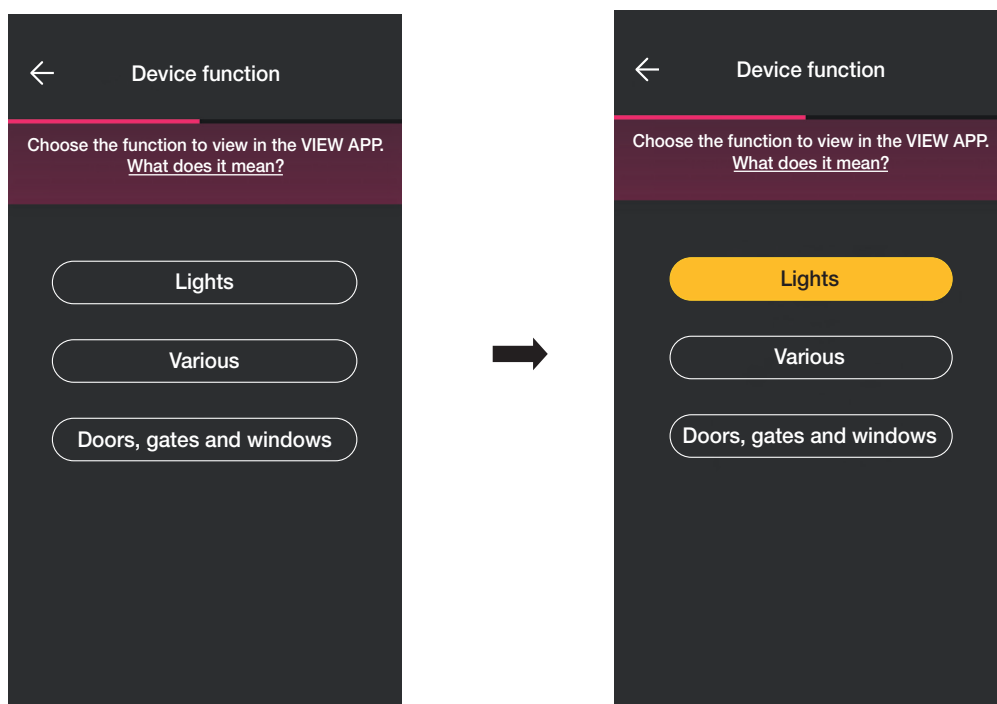 Device function
Choose the function to view in the VIEW APP.
What does it mean?
Lights
Various
Doors, gates and windows
Device function
Choose the function to view in the VIEW APP.
What does it mean?
Lights
Various
Doors, gates and windows